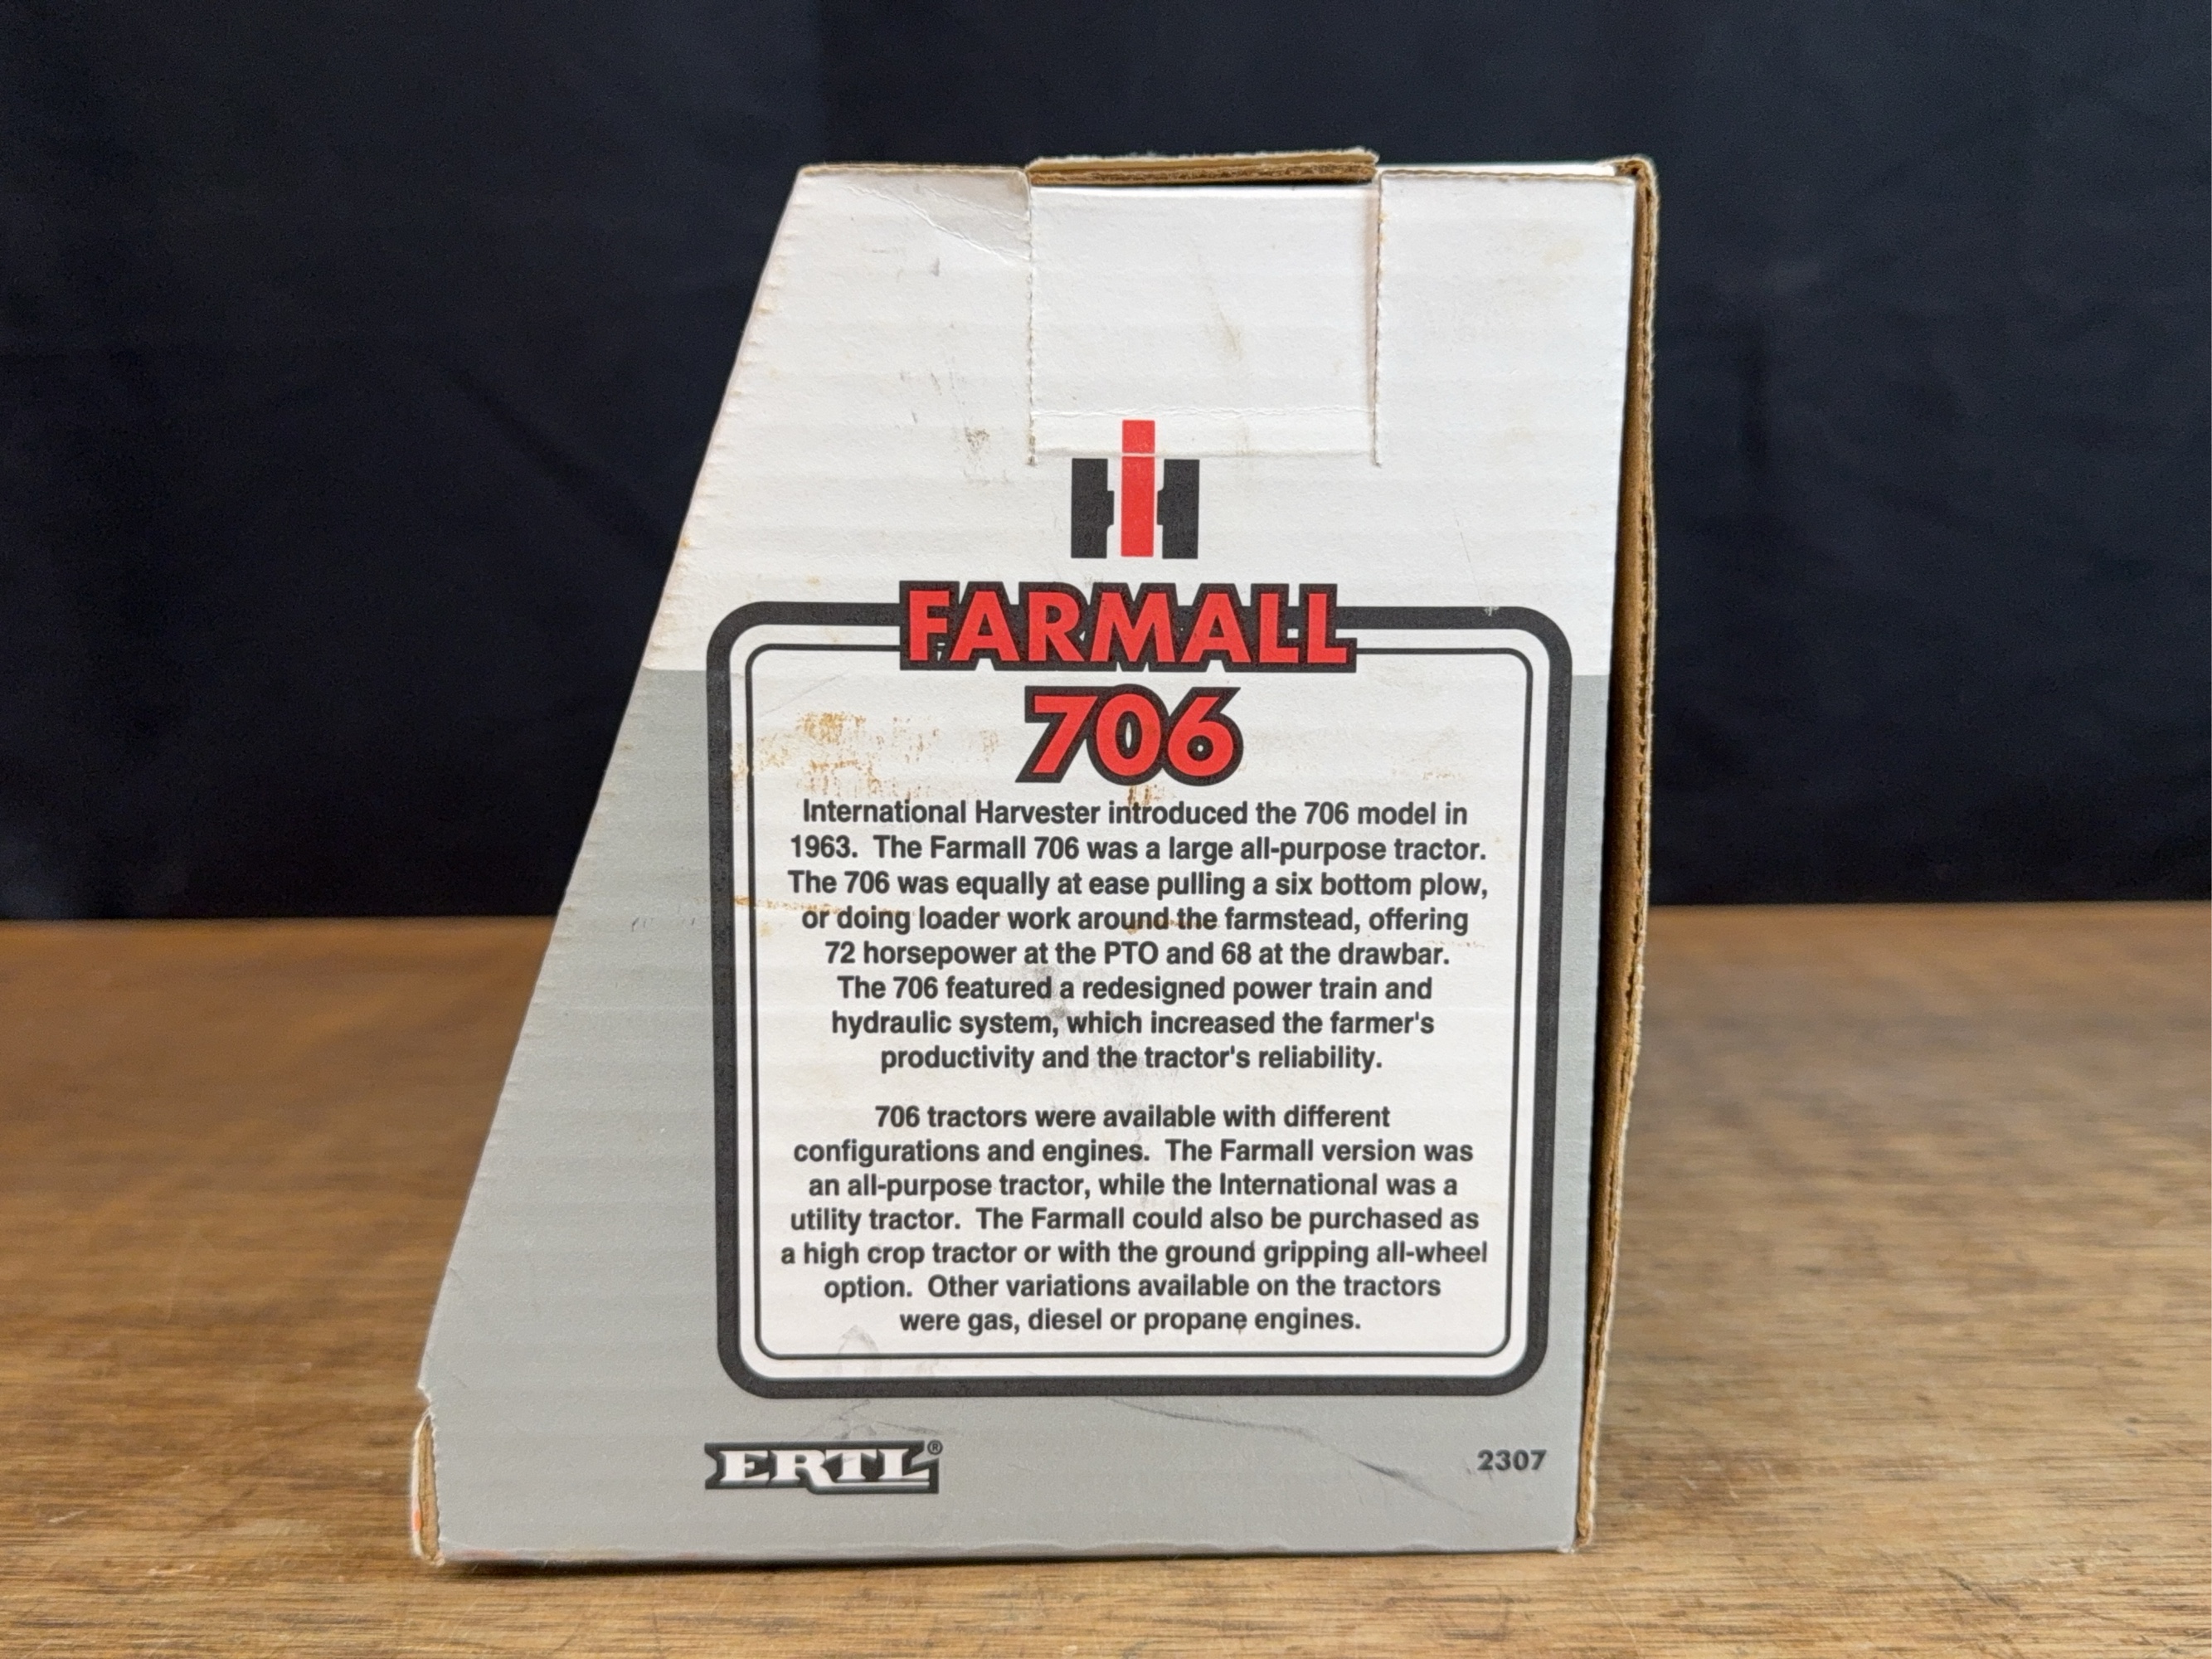 FARMALL
706
International Harvester introduced the 706 model in
1963.  The Farmall 706 was a large all-purpose tractor.
The 706 was equally at ease pulling a six bottom plow,
or doing loader work around the farmstead, offering
72 horsepower at the PTO and 68 at the drawbar.
The 706 featured a redesigned power train and
hydraulic system, which increased the farmer's
productivity and the tractor's reliability.
706 tractors were available with different
configurations and engines.  The Farmall version was
an all-purpose tractor, while the International was a
utility tractor.  The Farmall could also be purchased as
a high crop tractor or with the ground gripping all-wheel
option.  Other variations available on the tractors
were gas, diesel or propane engines.
ERTL®
2307